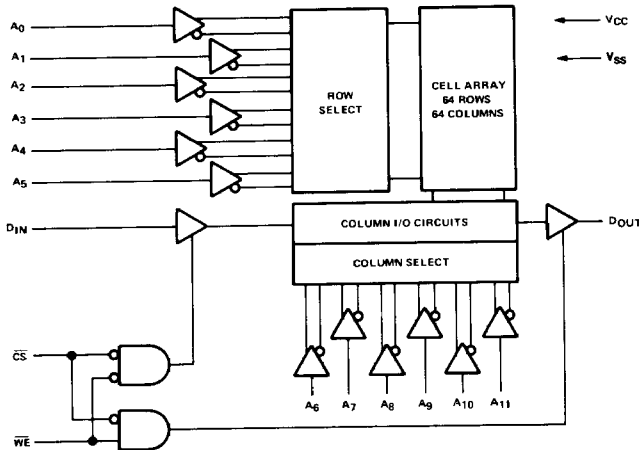 A0
A1
A2
A3
A4
A5
ROW
SELECT
CELL ARRAY
64 ROWS
64 COLUMNS
VCC
VSS
DIN
COLUMN I/O CIRCUITS
DOUT
COLUMN SELECT
CS
WE
A6
A7
A8
A9
A10
A11